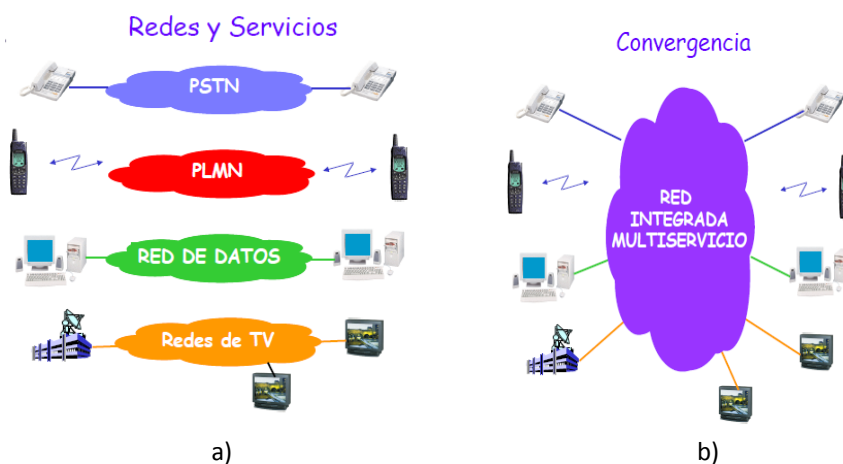 Redes y Servicios
PSTN
PLMN
RED DE DATOS
Redes de TV
a)
Convergencia
RED
INTEGRADA
MULTISERVICIO
b)